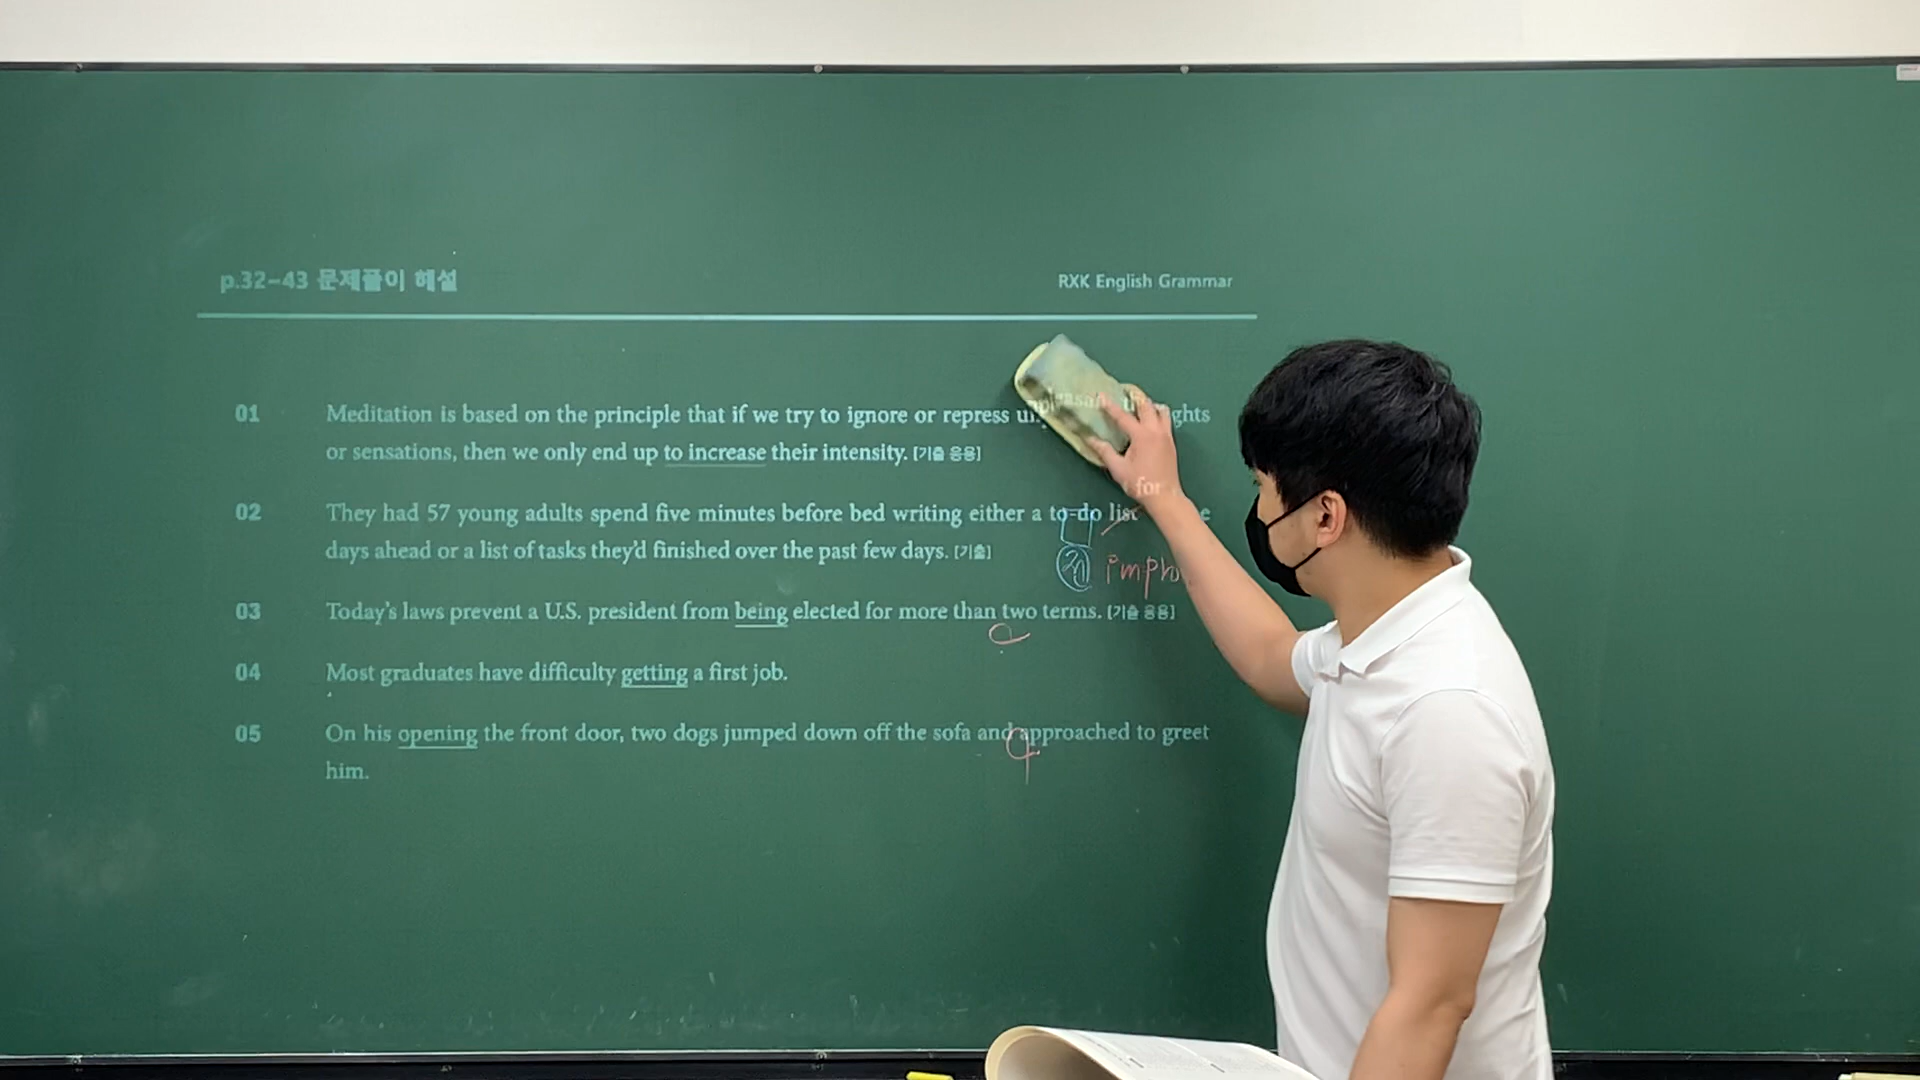 p.32-43 문제풀이 해설
RXK English Grammar
01 Meditation is based on the principle that if we try to ignore or repress
or sensations, then we only end up to increase their intensity. [기출 응용]
02 They had 57 young adults spend five minutes before bed writing either a to-do list for
days ahead or a list of tasks they'd finished over the past few days. [기출]
03 Today's laws prevent a U.S. president from being elected for more than two terms. [기출 응용]
04 Most graduates have difficulty getting a first job.
05 On his opening the front door, two dogs jumped down off the sofa and approached to greet
him.